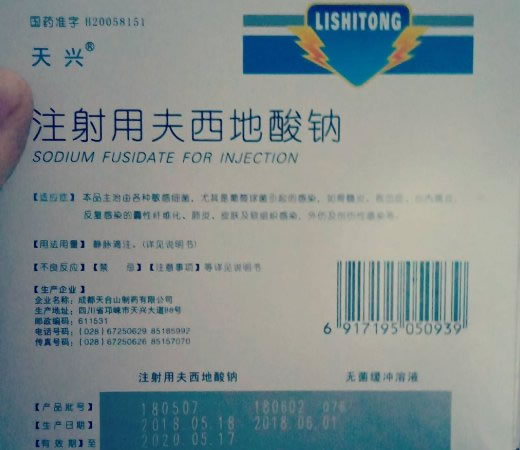 国药准字 H20058151
LISHITONG
天兴®
注射用夫西地酸钠
SODIUM FUSIDATE FOR INJECTION
【适应症】本品主治由各种敏感细菌，尤其是葡萄球菌引起的感染，如骨髓炎、
反复感染的囊性纤维化、肺炎、皮肤及软组织感染，外伤及创伤性感染等。
【用法用量】静脉滴注。(详见说明书)
【不良反应】【禁 忌】【注意事项】等详见说明书
【生产企业】
企业名称：成都天台山制药有限公司
生产地址：四川省邛崃市天兴大道88号
邮政编码：611531
电话号码：(028)67250629 85185992
传真号码：(028)67250626 85157070
6 917195 050939
注射用夫西地酸钠 无菌缓冲溶液
【产品批号】 180507 180602 076
【生产日期】 2018.05.18 2018.06.01
【有效期】至 2020.05.17